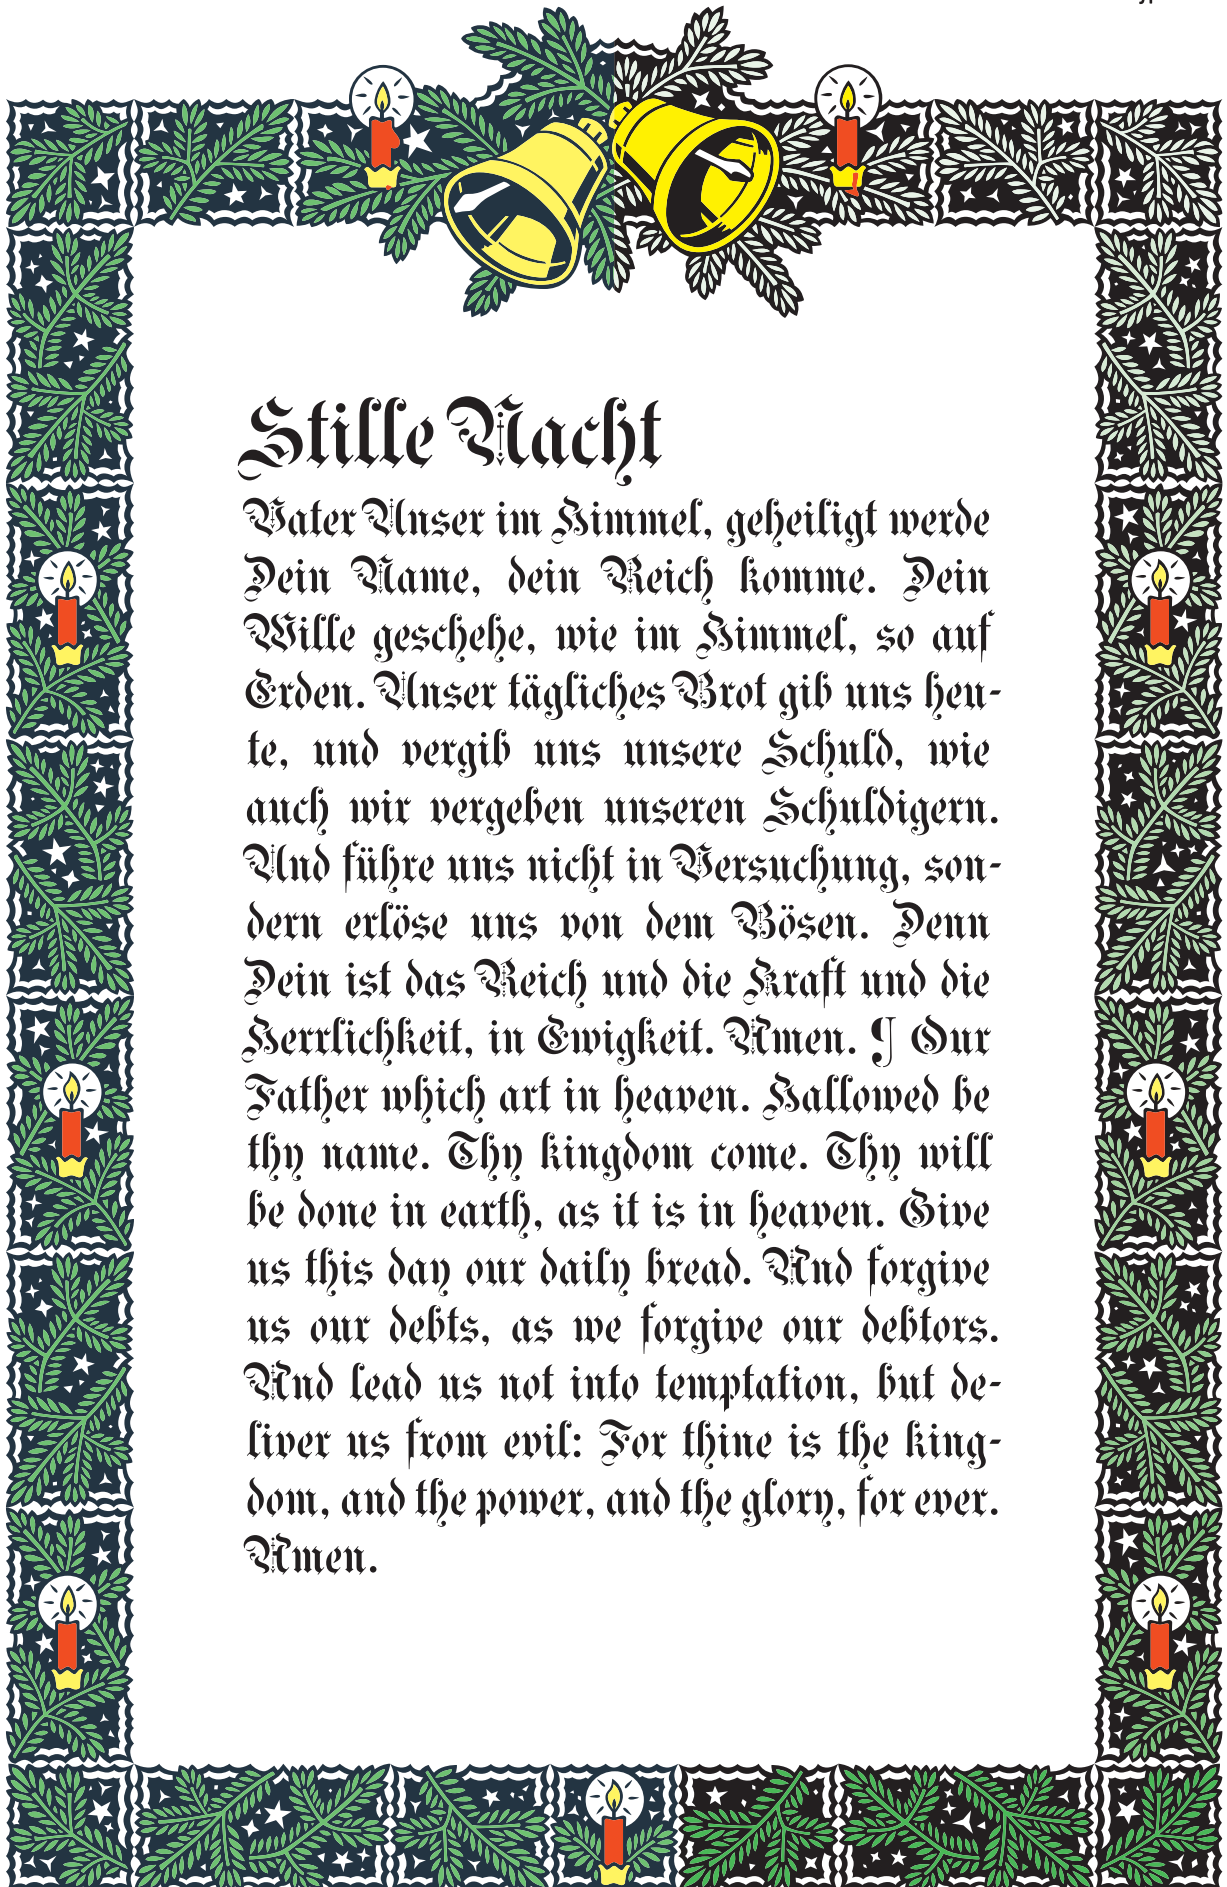 Stille Nacht
Vater Unser im Himmel, geheiligt werde
Dein Name, dein Reich komme. Dein
Wille geschehe, wie im Himmel, so auf
Erden. Unser tägliches Brot gib uns heu-
te, und vergib uns unsere Schuld, wie
auch wir vergeben unseren Schuldigern.
Und führe uns nicht in Versuchung, son-
dern erlöse uns von dem Bösen. Denn
Dein ist das Reich und die Kraft und die
Herrlichkeit, in Ewigkeit. Amen. ¶ Our
Father which art in heaven. Hallowed be
thy name. Thy kingdom come. Thy will
be done in earth, as it is in heaven. Give
us this day our daily bread. And forgive
us our debts, as we forgive our debtors.
And lead us not into temptation, but de-
liver us from evil: For thine is the king-
dom, and the power, and the glory, for ever.
Amen.